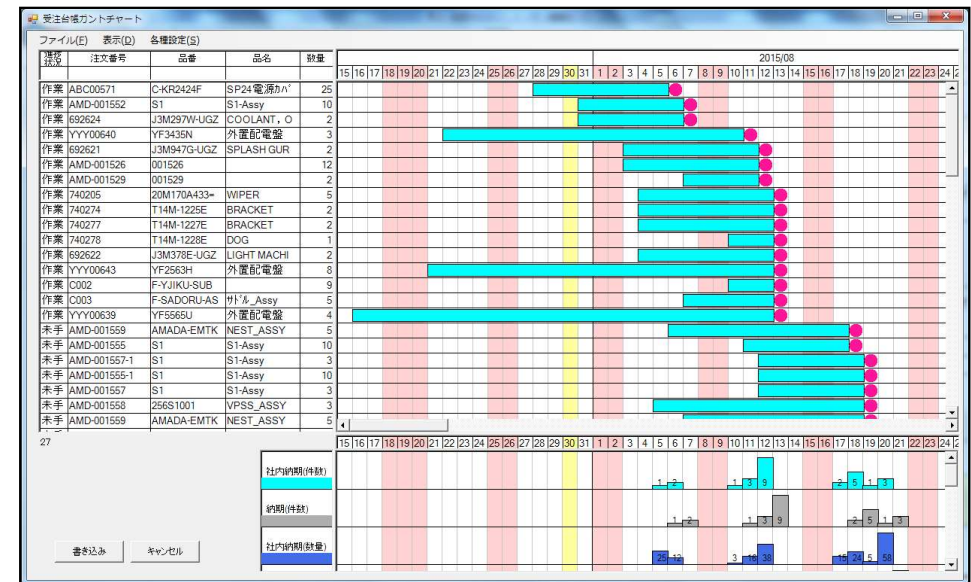 受注台帳ガントチャート
ファイル(F) 表示(D) 各種設定(S)
進捗状況 注文番号 品番 品名 数量
2015/08
15 16 17 18 19 20 21 22 23 24 25 26 27 28 29 30 31 1 2 3 4 5 6 7 8 9 10 11 12 13 14 15 16 17 18 19 20 21 22 23 24 2
作業 ABC00571 C-KR2424F SP24電源カバ 25
作業 AMD-001552 S1 S1-Assy 10
作業 692624 J3M297W-UGZ COOLANT, O 2
作業 YYY00640 YF3435N 外置配電盤 3
作業 692621 J3M947G-UGZ SPLASH GUR 2
作業 AMD-001526 001526 12
作業 AMD-001529 001529 2
作業 740205 20M170A433= WIPER 5
作業 740274 T14M-1225E BRACKET 2
作業 740277 T14M-1227E BRACKET 2
作業 740278 T14M-1228E DOG 1
作業 692622 J3M378E-UGZ LIGHT MACHI 2
作業 YYY00643 YF2563H 外置配電盤 8
作業 C002 F-YJIKU-SUB 9
作業 C003 F-SADORU-AS サドル_Assy 5
作業 YYY00639 YF5565U 外置配電盤 4
未手 AMD-001559 AMADA-EMTK NEST_ASSY 5
未手 AMD-001555 S1 S1-Assy 10
未手 AMD-001557-1 S1 S1-Assy 3
未手 AMD-001555-1 S1 S1-Assy 10
未手 AMD-001557 S1 S1-Assy 3
未手 AMD-001558 256S1001 VPSS_ASSY 3
未手 AMD-001559 AMADA-EMTK NEST_ASSY 5
27
15 16 17 18 19 20 21 22 23 24 25 26 27 28 29 30 31 1 2 3 4 5 6 7 8 9 10 11 12 13 14 15 16 17 18 19 20 21 22 23 24 2
社内納期(件数) 1 2 1 3 9 2 5 1 3
納期(件数) 1 2 1 3 9 2 5 1 3
社内納期(数量) 25 12 3 16 38 15 24 5 58
書き込み キャンセル